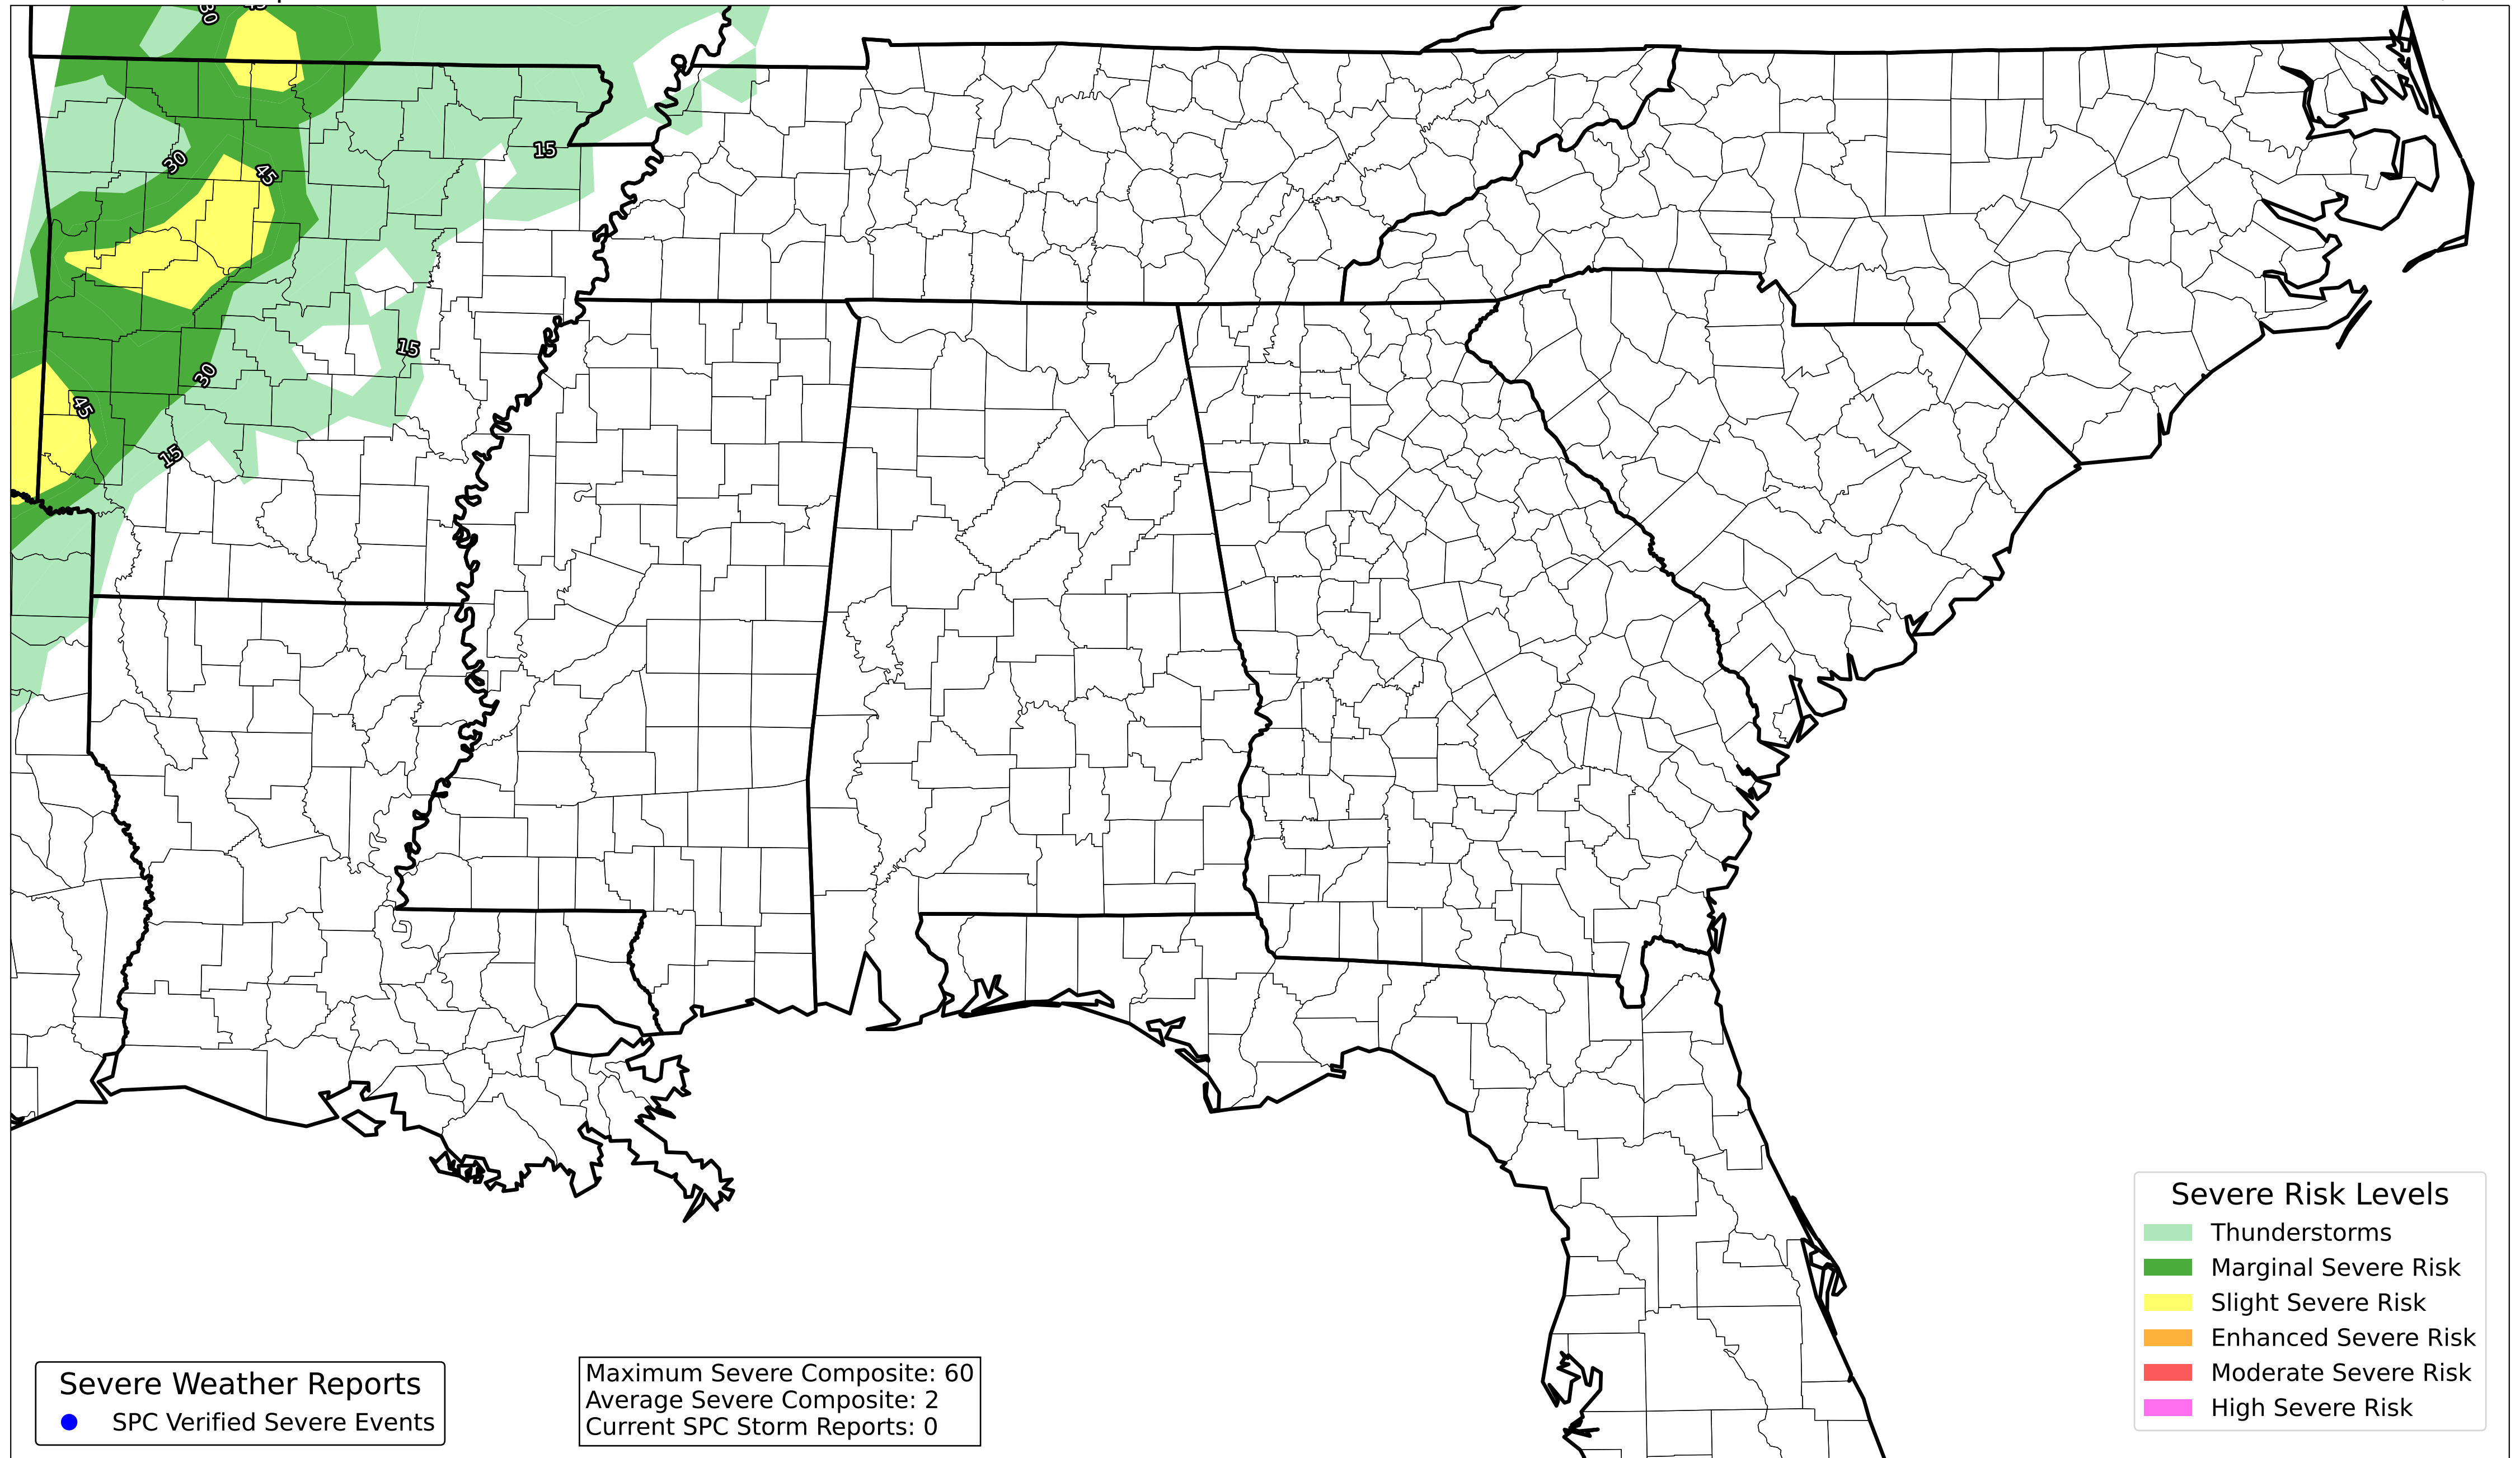 30
45
15
30
15
45
15
Severe Risk Levels
Thunderstorms
Marginal Severe Risk
Slight Severe Risk
Enhanced Severe Risk
Moderate Severe Risk
High Severe Risk
Severe Weather Reports
SPC Verified Severe Events
Maximum Severe Composite: 60
Average Severe Composite: 2
Current SPC Storm Reports: 0